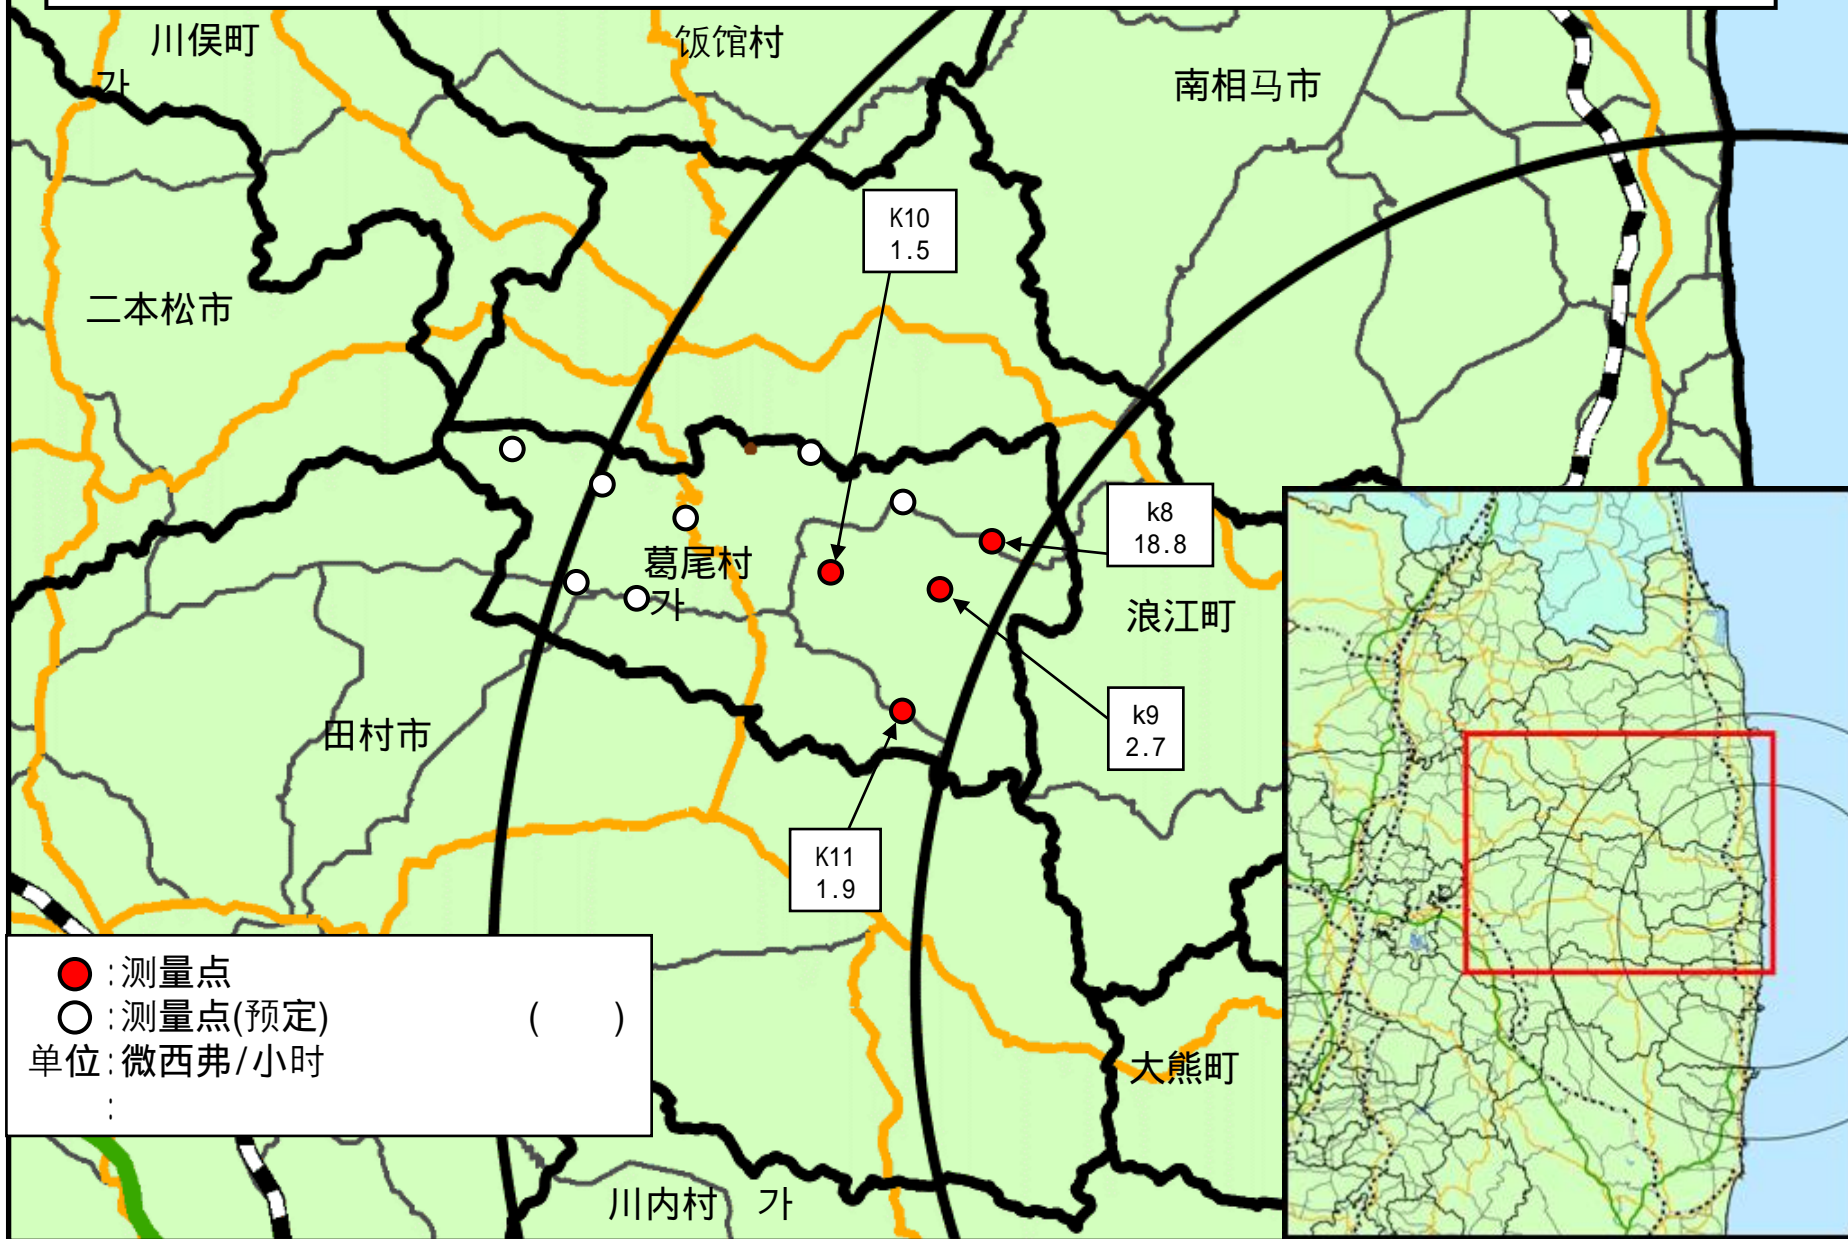 川俣町
가
饭馆村
南相马市
K10
1.5
二本松市
k8
18.8
葛尾村
가
浪江町
k9
2.7
田村市
K11
1.9
:测量点
:测量点(预定) ( )
单位:微西弗/小时
:
大熊町
川内村 가